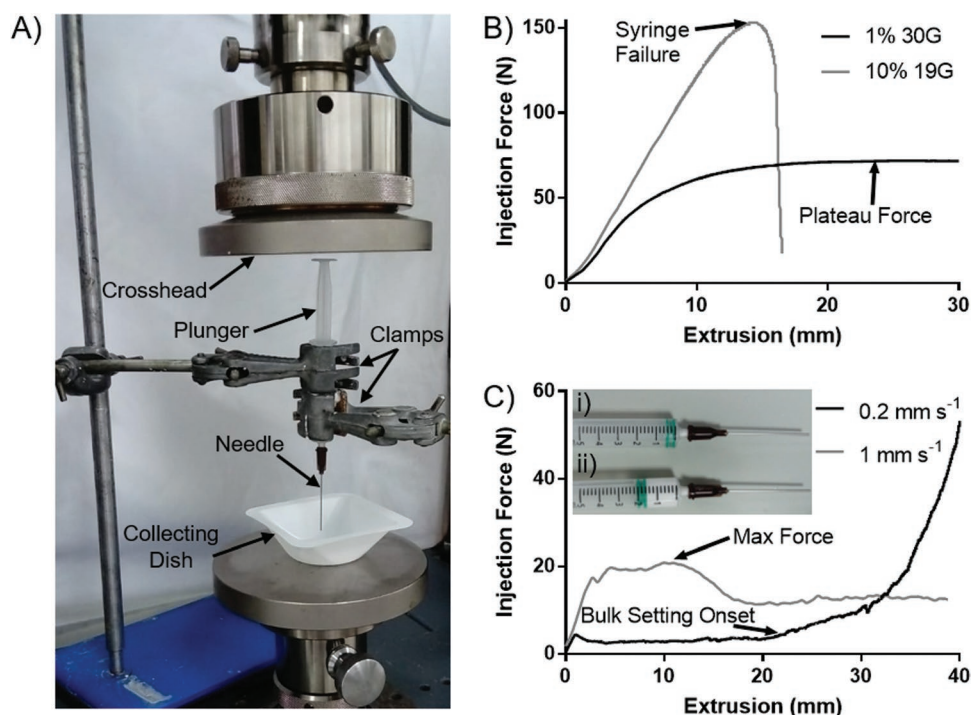 A)
Crosshead
Plunger
Clamps
Needle
Collecting
Dish
B)
Injection Force (N)
150
100
50
0
Syringe
Failure
1% 30G
10% 19G
Plateau Force
0
10
20
30
Extrusion (mm)
C)
Injection Force (N)
60
40
20
0
i)
ii)
0.2 mm s⁻¹
1 mm s⁻¹
Max Force
Bulk Setting Onset
0
10
20
30
40
Extrusion (mm)